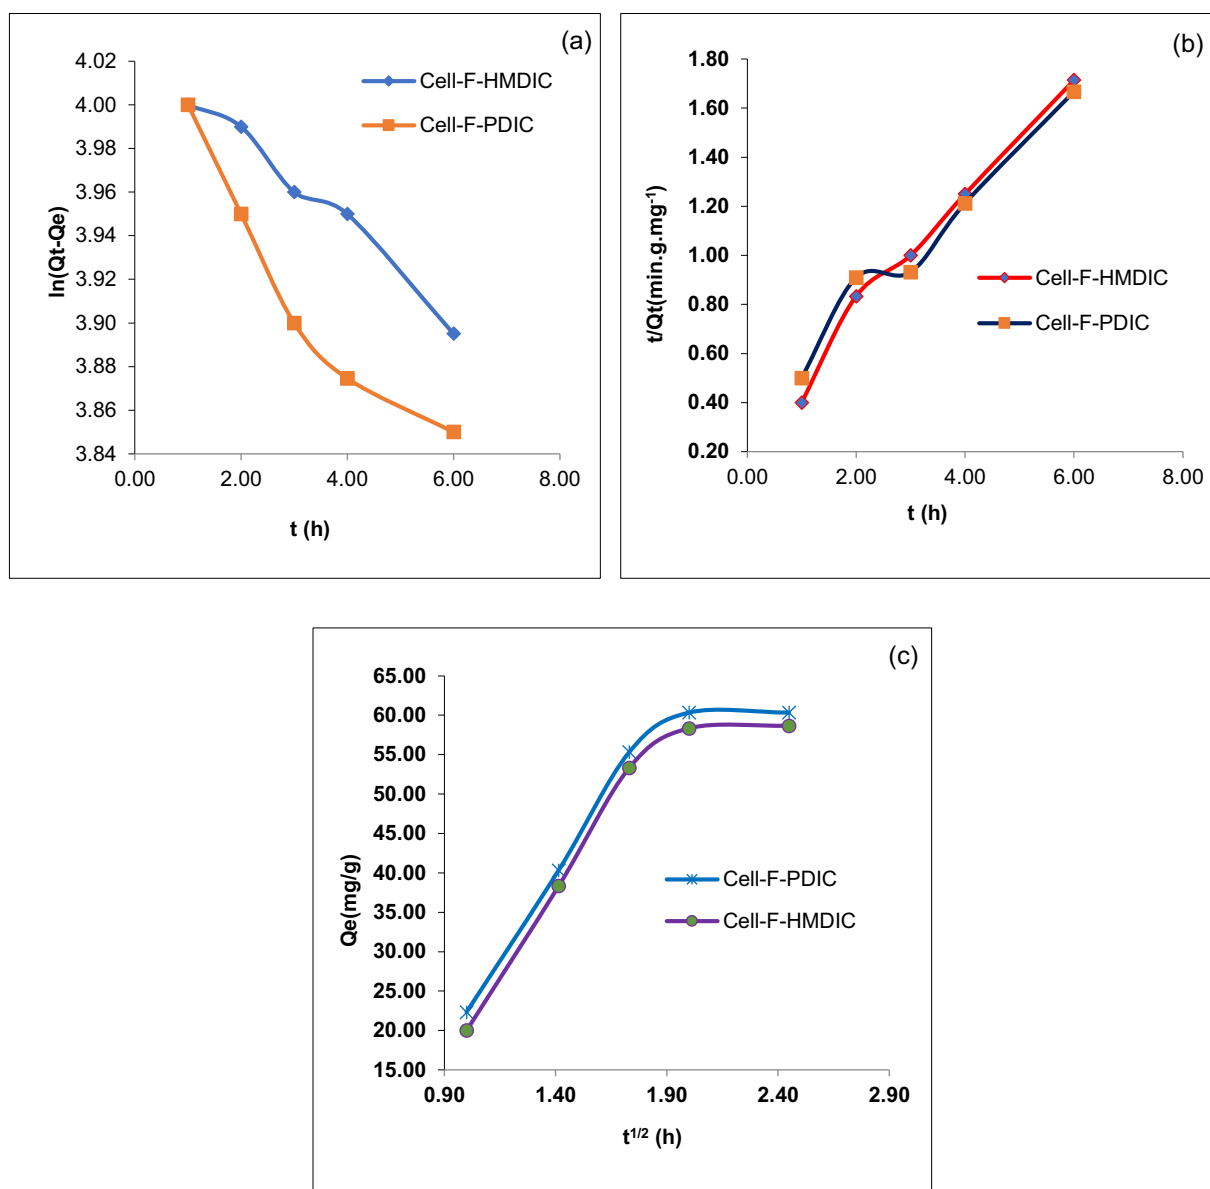 (a)
4.02
4.00
3.98
3.96
3.94
3.92
3.90
3.88
3.86
3.84
ln(Qt-Qe)
Cell-F-HMDIC
Cell-F-PDIC
0.00 2.00 4.00 6.00 8.00
t (h)
(b)
1.80
1.60
1.40
1.20
1.00
0.80
0.60
0.40
0.20
t/Qt(min.g.mg⁻¹)
Cell-F-HMDIC
Cell-F-PDIC
0.00 2.00 4.00 6.00 8.00
t (h)
(c)
65.00
60.00
55.00
50.00
45.00
40.00
35.00
30.00
25.00
20.00
15.00
Qe(mg/g)
Cell-F-PDIC
Cell-F-HMDIC
0.90 1.40 1.90 2.40 2.90
t¹/² (h)